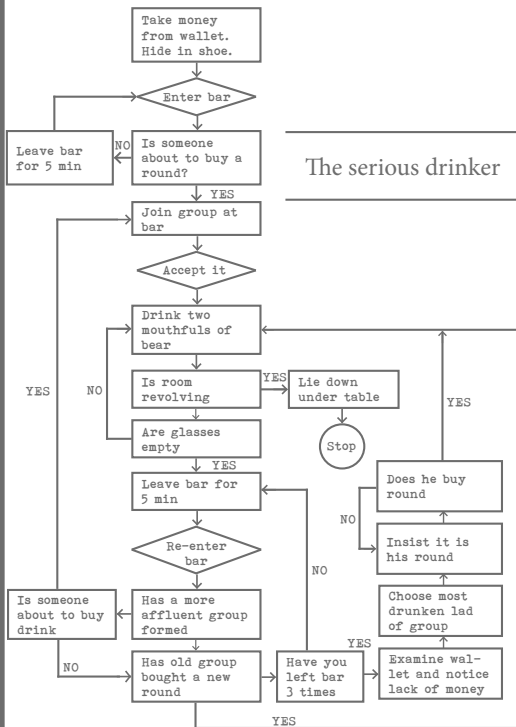 Take money
from wallet.
Hide in shoe.
Enter bar
Leave bar
for 5 min
NO
Is someone
about to buy a
round?
The serious drinker
YES
Join group at
bar
Accept it
Drink two
mouthfuls of
bear
YES
NO
Is room
revolving
YES
Lie down
under table
YES
Are glasses
empty
Stop
YES
Leave bar for
5 min
Does he buy
round
NO
Re-enter
bar
Insist it is
his round
NO
Is someone
about to buy
drink
Has a more
affluent group
formed
Choose most
drunken lad
of group
NO
Has old group
bought a new
round
Have you
left bar
3 times
YES
Examine wal-
let and notice
lack of money
YES